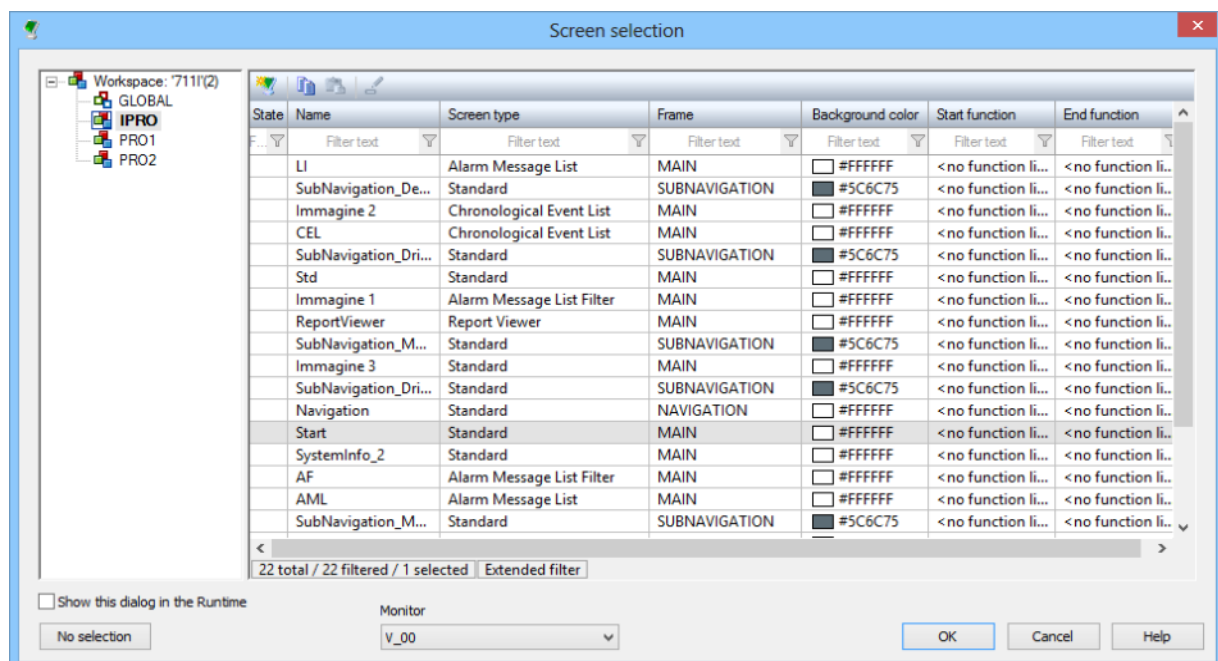 Screen selection
Workspace: '711I'(2)
GLOBAL
IPRO
PRO1
PRO2
State Name Screen type Frame Background color Start function End function
F... Filter text Filter text Filter text Filter text Filter text Filter text
LI Alarm Message List MAIN #FFFFFF <no function li... <no function li..
SubNavigation_De... Standard SUBNAVIGATION #5C6C75 <no function li... <no function li..
Immagine 2 Chronological Event List MAIN #FFFFFF <no function li... <no function li..
CEL Chronological Event List MAIN #FFFFFF <no function li... <no function li..
SubNavigation_Dri... Standard SUBNAVIGATION #5C6C75 <no function li... <no function li..
Std Standard MAIN #FFFFFF <no function li... <no function li..
Immagine 1 Alarm Message List Filter MAIN #FFFFFF <no function li... <no function li..
ReportViewer Report Viewer MAIN #FFFFFF <no function li... <no function li..
SubNavigation_M... Standard SUBNAVIGATION #5C6C75 <no function li... <no function li..
Immagine 3 Standard MAIN #FFFFFF <no function li... <no function li..
SubNavigation_Dri... Standard SUBNAVIGATION #5C6C75 <no function li... <no function li..
Navigation Standard NAVIGATION #FFFFFF <no function li... <no function li..
Start Standard MAIN #FFFFFF <no function li... <no function li..
SystemInfo_2 Standard MAIN #FFFFFF <no function li... <no function li..
AF Alarm Message List Filter MAIN #FFFFFF <no function li... <no function li..
AML Alarm Message List MAIN #FFFFFF <no function li... <no function li..
SubNavigation_M... Standard SUBNAVIGATION #5C6C75 <no function li... <no function li..
22 total / 22 filtered / 1 selected Extended filter
Show this dialog in the Runtime
Monitor
No selection V_00 OK Cancel Help